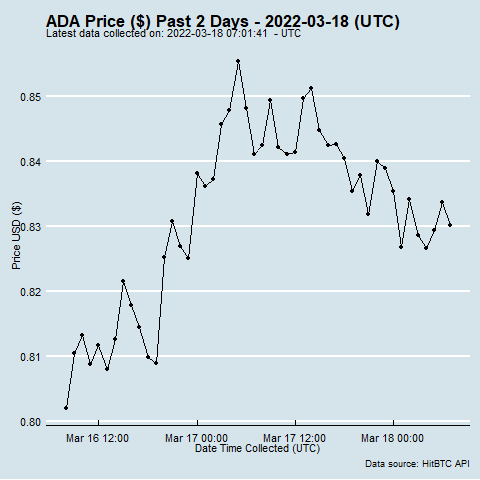 ADA Price ($) Past 2 Days - 2022-03-18 (UTC)
Latest data collected on: 2022-03-18 07:01:41  - UTC
0.85
0.84
0.83
0.82
0.81
0.80
Price USD ($)
Mar 16 12:00 Mar 17 00:00 Mar 17 12:00 Mar 18 00:00
Date Time Collected (UTC)
Data source: HitBTC API